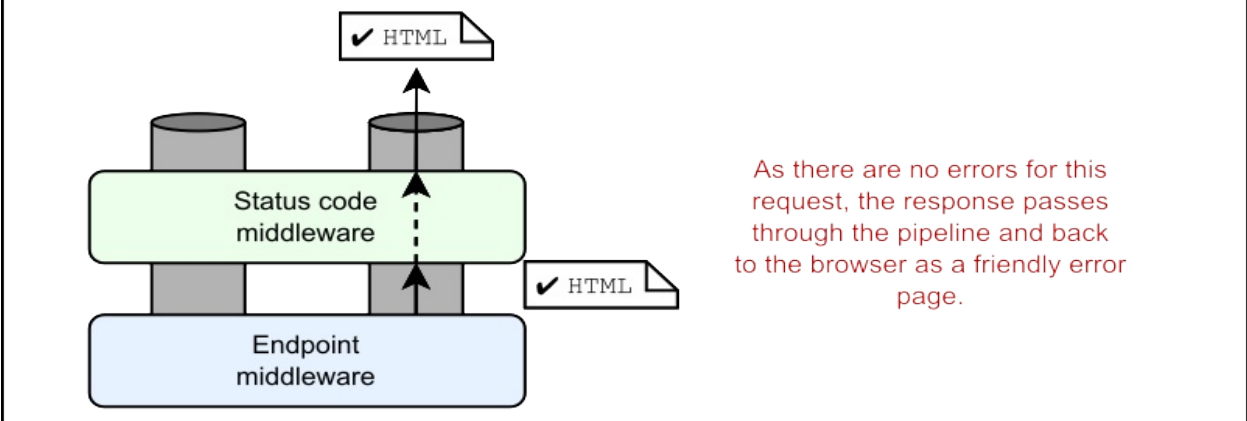 ✔ HTML
Status code
middleware
✔ HTML
Endpoint
middleware
As there are no errors for this
request, the response passes
through the pipeline and back
to the browser as a friendly error
page.